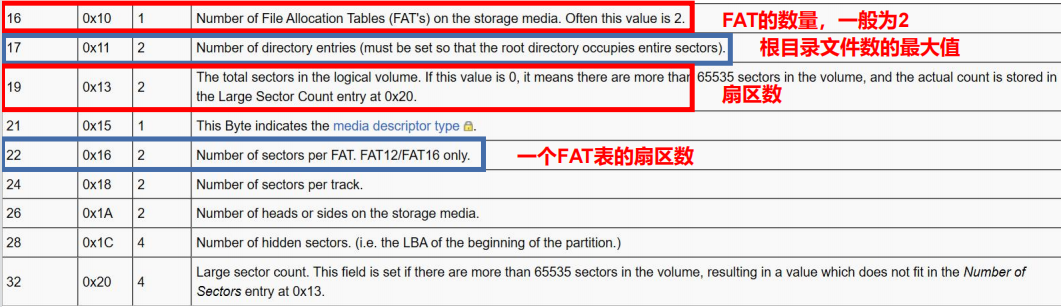 16 0x10 1 Number of File Allocation Tables (FAT's) on the storage media. Often this value is 2. FAT的数量，一般为2
17 0x11 2 Number of directory entries (must be set so that the root directory occupies entire sectors). 根目录文件数的最大值
19 0x13 2 The total sectors in the logical volume. If this value is 0, it means there are more than 65535 sectors in the volume, and the actual count is stored in
the Large Sector Count entry at 0x20. 扇区数
21 0x15 1 This Byte indicates the media descriptor type.
22 0x16 2 Number of sectors per FAT. FAT12/FAT16 only. 一个FAT表的扇区数
24 0x18 2 Number of sectors per track.
26 0x1A 2 Number of heads or sides on the storage media.
28 0x1C 4 Number of hidden sectors. (i.e. the LBA of the beginning of the partition.)
32 0x20 4 Large sector count. This field is set if there are more than 65535 sectors in the volume, resulting in a value which does not fit in the Number of
Sectors entry at 0x13.